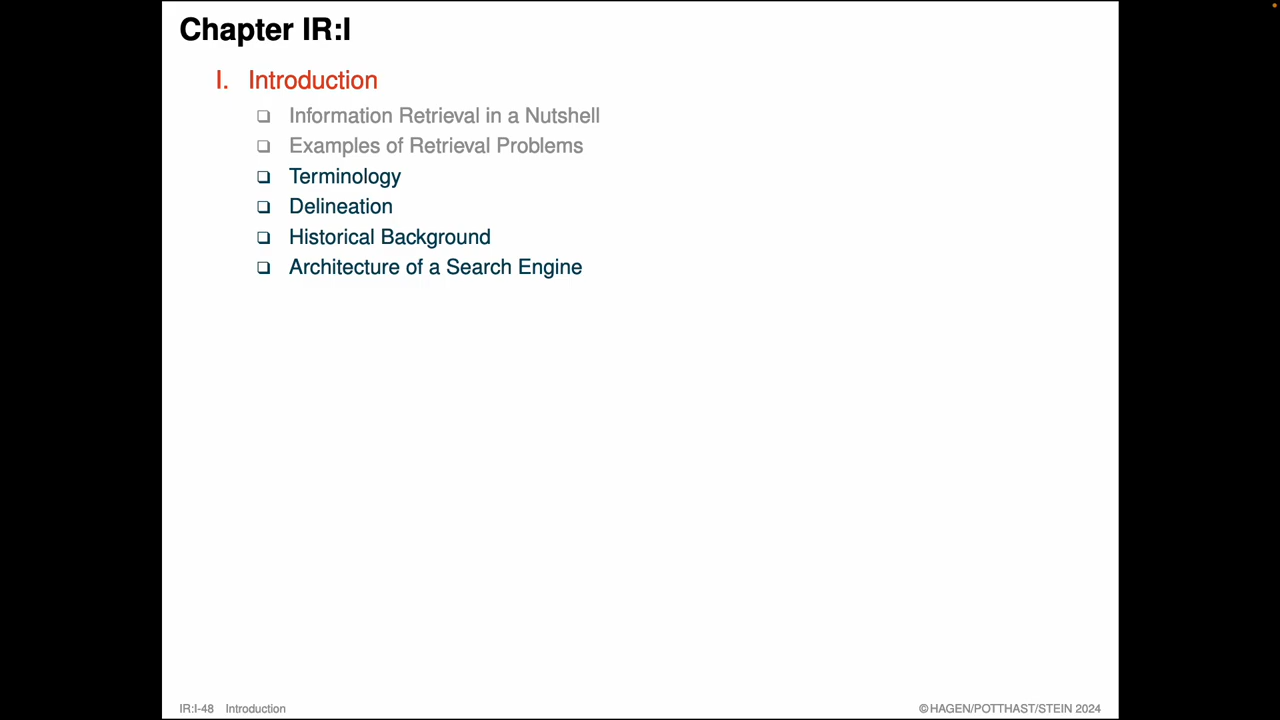 Chapter IR:I
I. Introduction
❏ Information Retrieval in a Nutshell
❏ Examples of Retrieval Problems
❏ Terminology
❏ Delineation
❏ Historical Background
❏ Architecture of a Search Engine
IR:I-48 Introduction
©HAGEN/POTTHAST/STEIN 2024